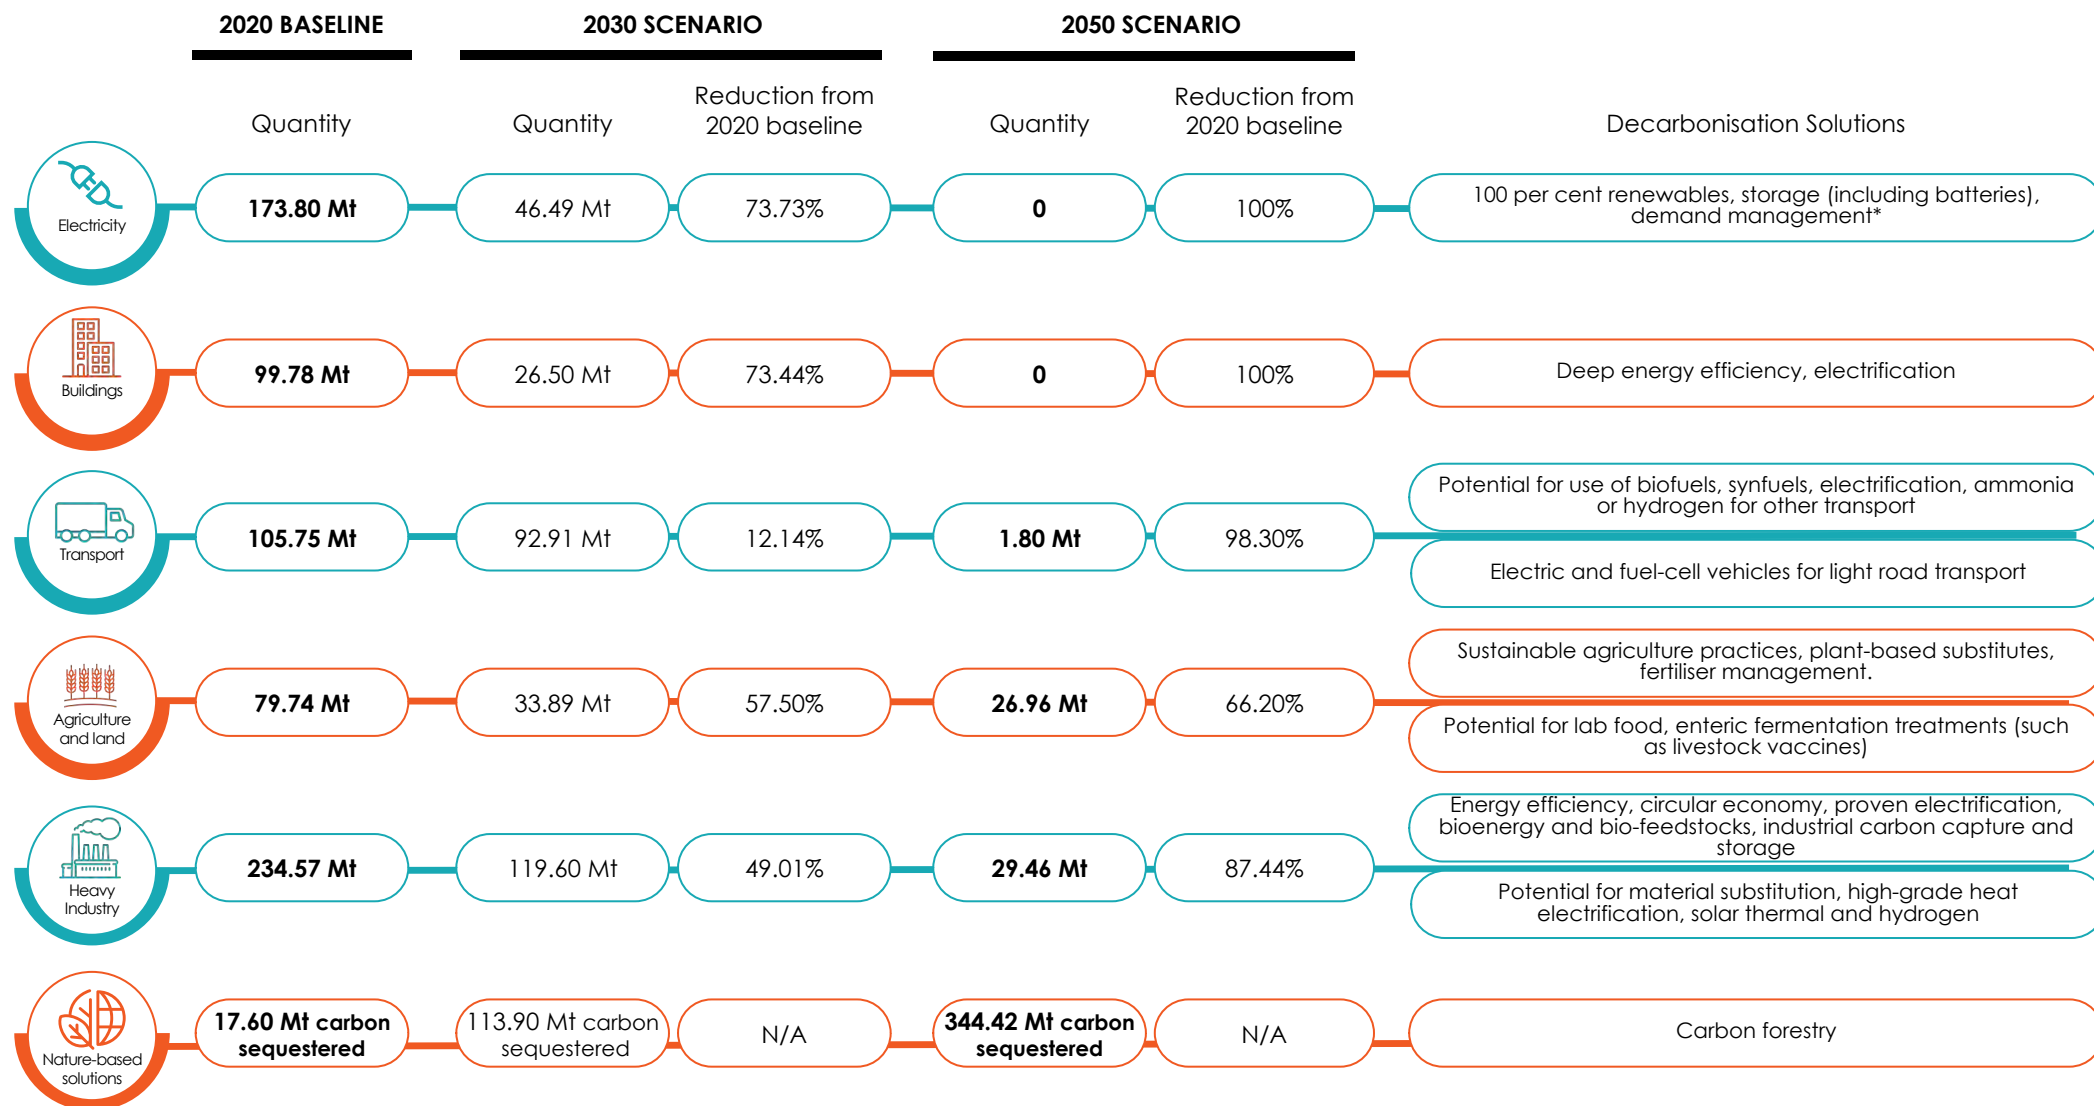 2020 BASELINE
2030 SCENARIO
2050 SCENARIO
Quantity
Quantity
Reduction from
2020 baseline
Quantity
Reduction from
2020 baseline
Decarbonisation Solutions
Electricity
173.80 Mt
46.49 Mt
73.73%
0
100%
100 per cent renewables, storage (including batteries),
demand management*
Buildings
99.78 Mt
26.50 Mt
73.44%
0
100%
Deep energy efficiency, electrification
Transport
105.75 Mt
92.91 Mt
12.14%
1.80 Mt
98.30%
Potential for use of biofuels, synfuels, electrification, ammonia
or hydrogen for other transport
Electric and fuel-cell vehicles for light road transport
Agriculture
and land
79.74 Mt
33.89 Mt
57.50%
26.96 Mt
66.20%
Sustainable agriculture practices, plant-based substitutes,
fertiliser management.
Potential for lab food, enteric fermentation treatments (such
as livestock vaccines)
Heavy
Industry
234.57 Mt
119.60 Mt
49.01%
29.46 Mt
87.44%
Energy efficiency, circular economy, proven electrification,
bioenergy and bio-feedstocks, industrial carbon capture and
storage
Potential for material substitution, high-grade heat
electrification, solar thermal and hydrogen
Nature-based
solutions
17.60 Mt carbon
sequestered
113.90 Mt carbon
sequestered
N/A
344.42 Mt carbon
sequestered
N/A
Carbon forestry